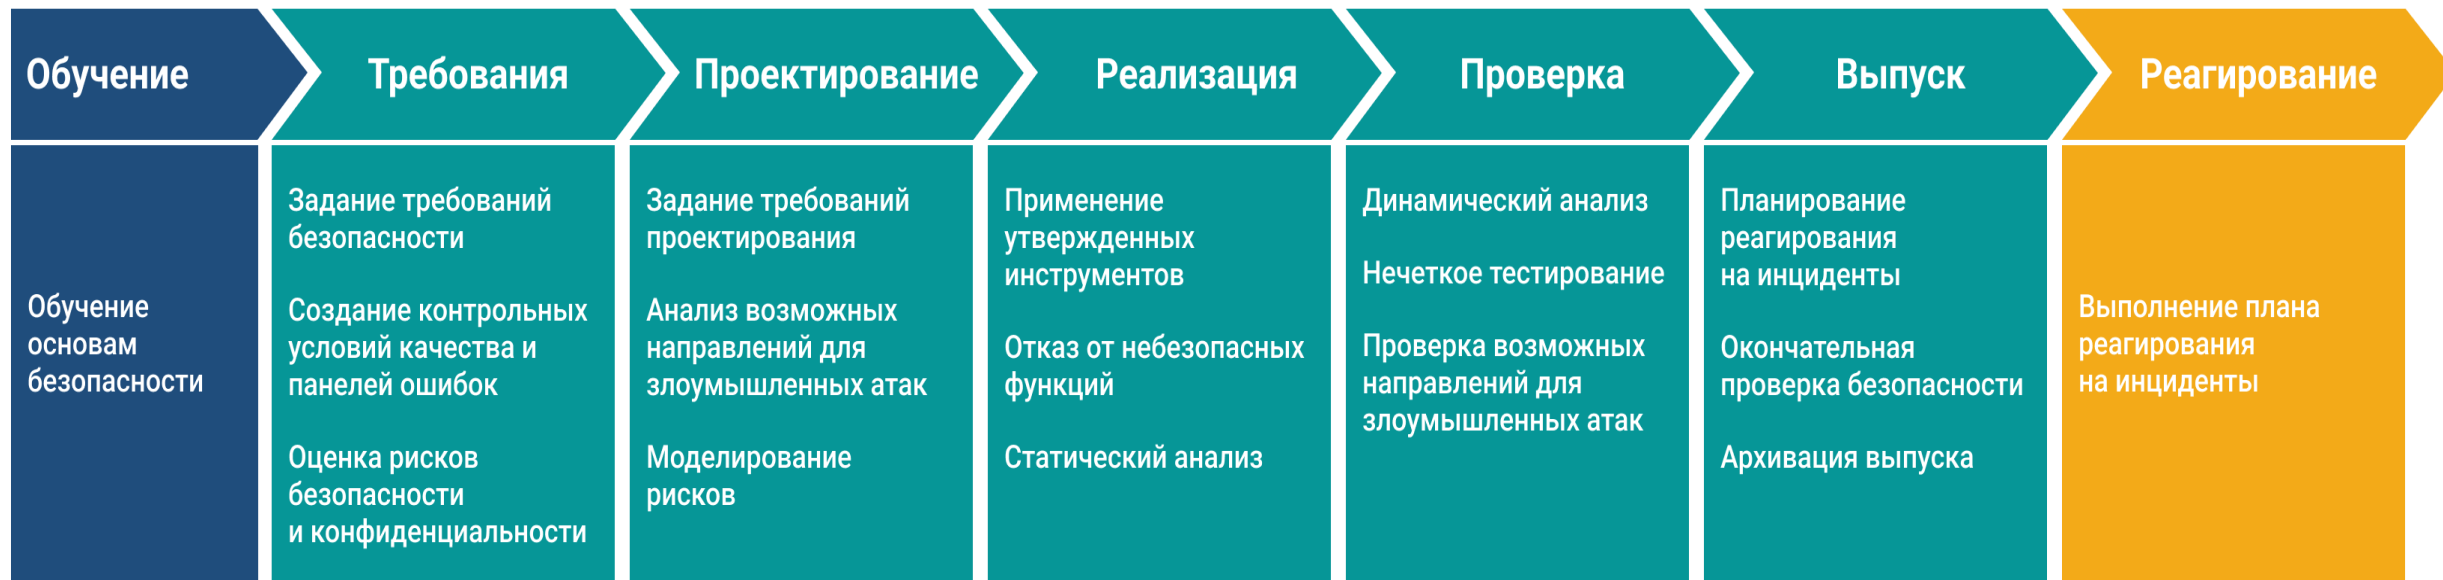 Обучение
Требования
Проектирование
Реализация
Проверка
Выпуск
Реагирование
Обучение
основам
безопасности
Задание требований
безопасности
Создание контрольных
условий качества и
панелей ошибок
Оценка рисков
безопасности
и конфиденциальности
Задание требований
проектирования
Анализ возможных
направлений для
злоумышленных атак
Моделирование
рисков
Применение
утвержденных
инструментов
Отказ от небезопасных
функций
Статический анализ
Динамический анализ
Нечеткое тестирование
Проверка возможных
направлений для
злоумышленных атак
Планирование
реагирования
на инциденты
Окончательная
проверка безопасности
Архивация выпуска
Выполнение плана
реагирования
на инциденты